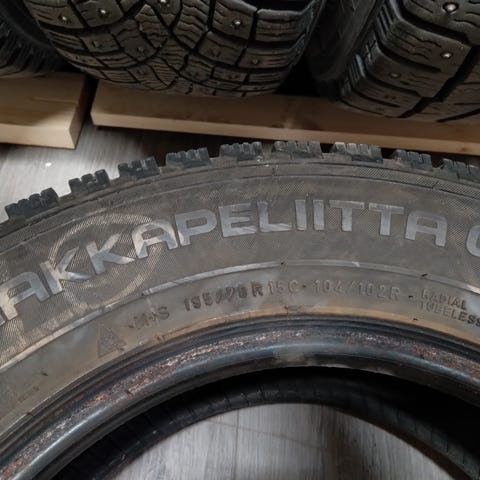 AKKAPELIITTA C
M+S 195/70 R 15C - 104/102R - RADIAL
TUBELESS